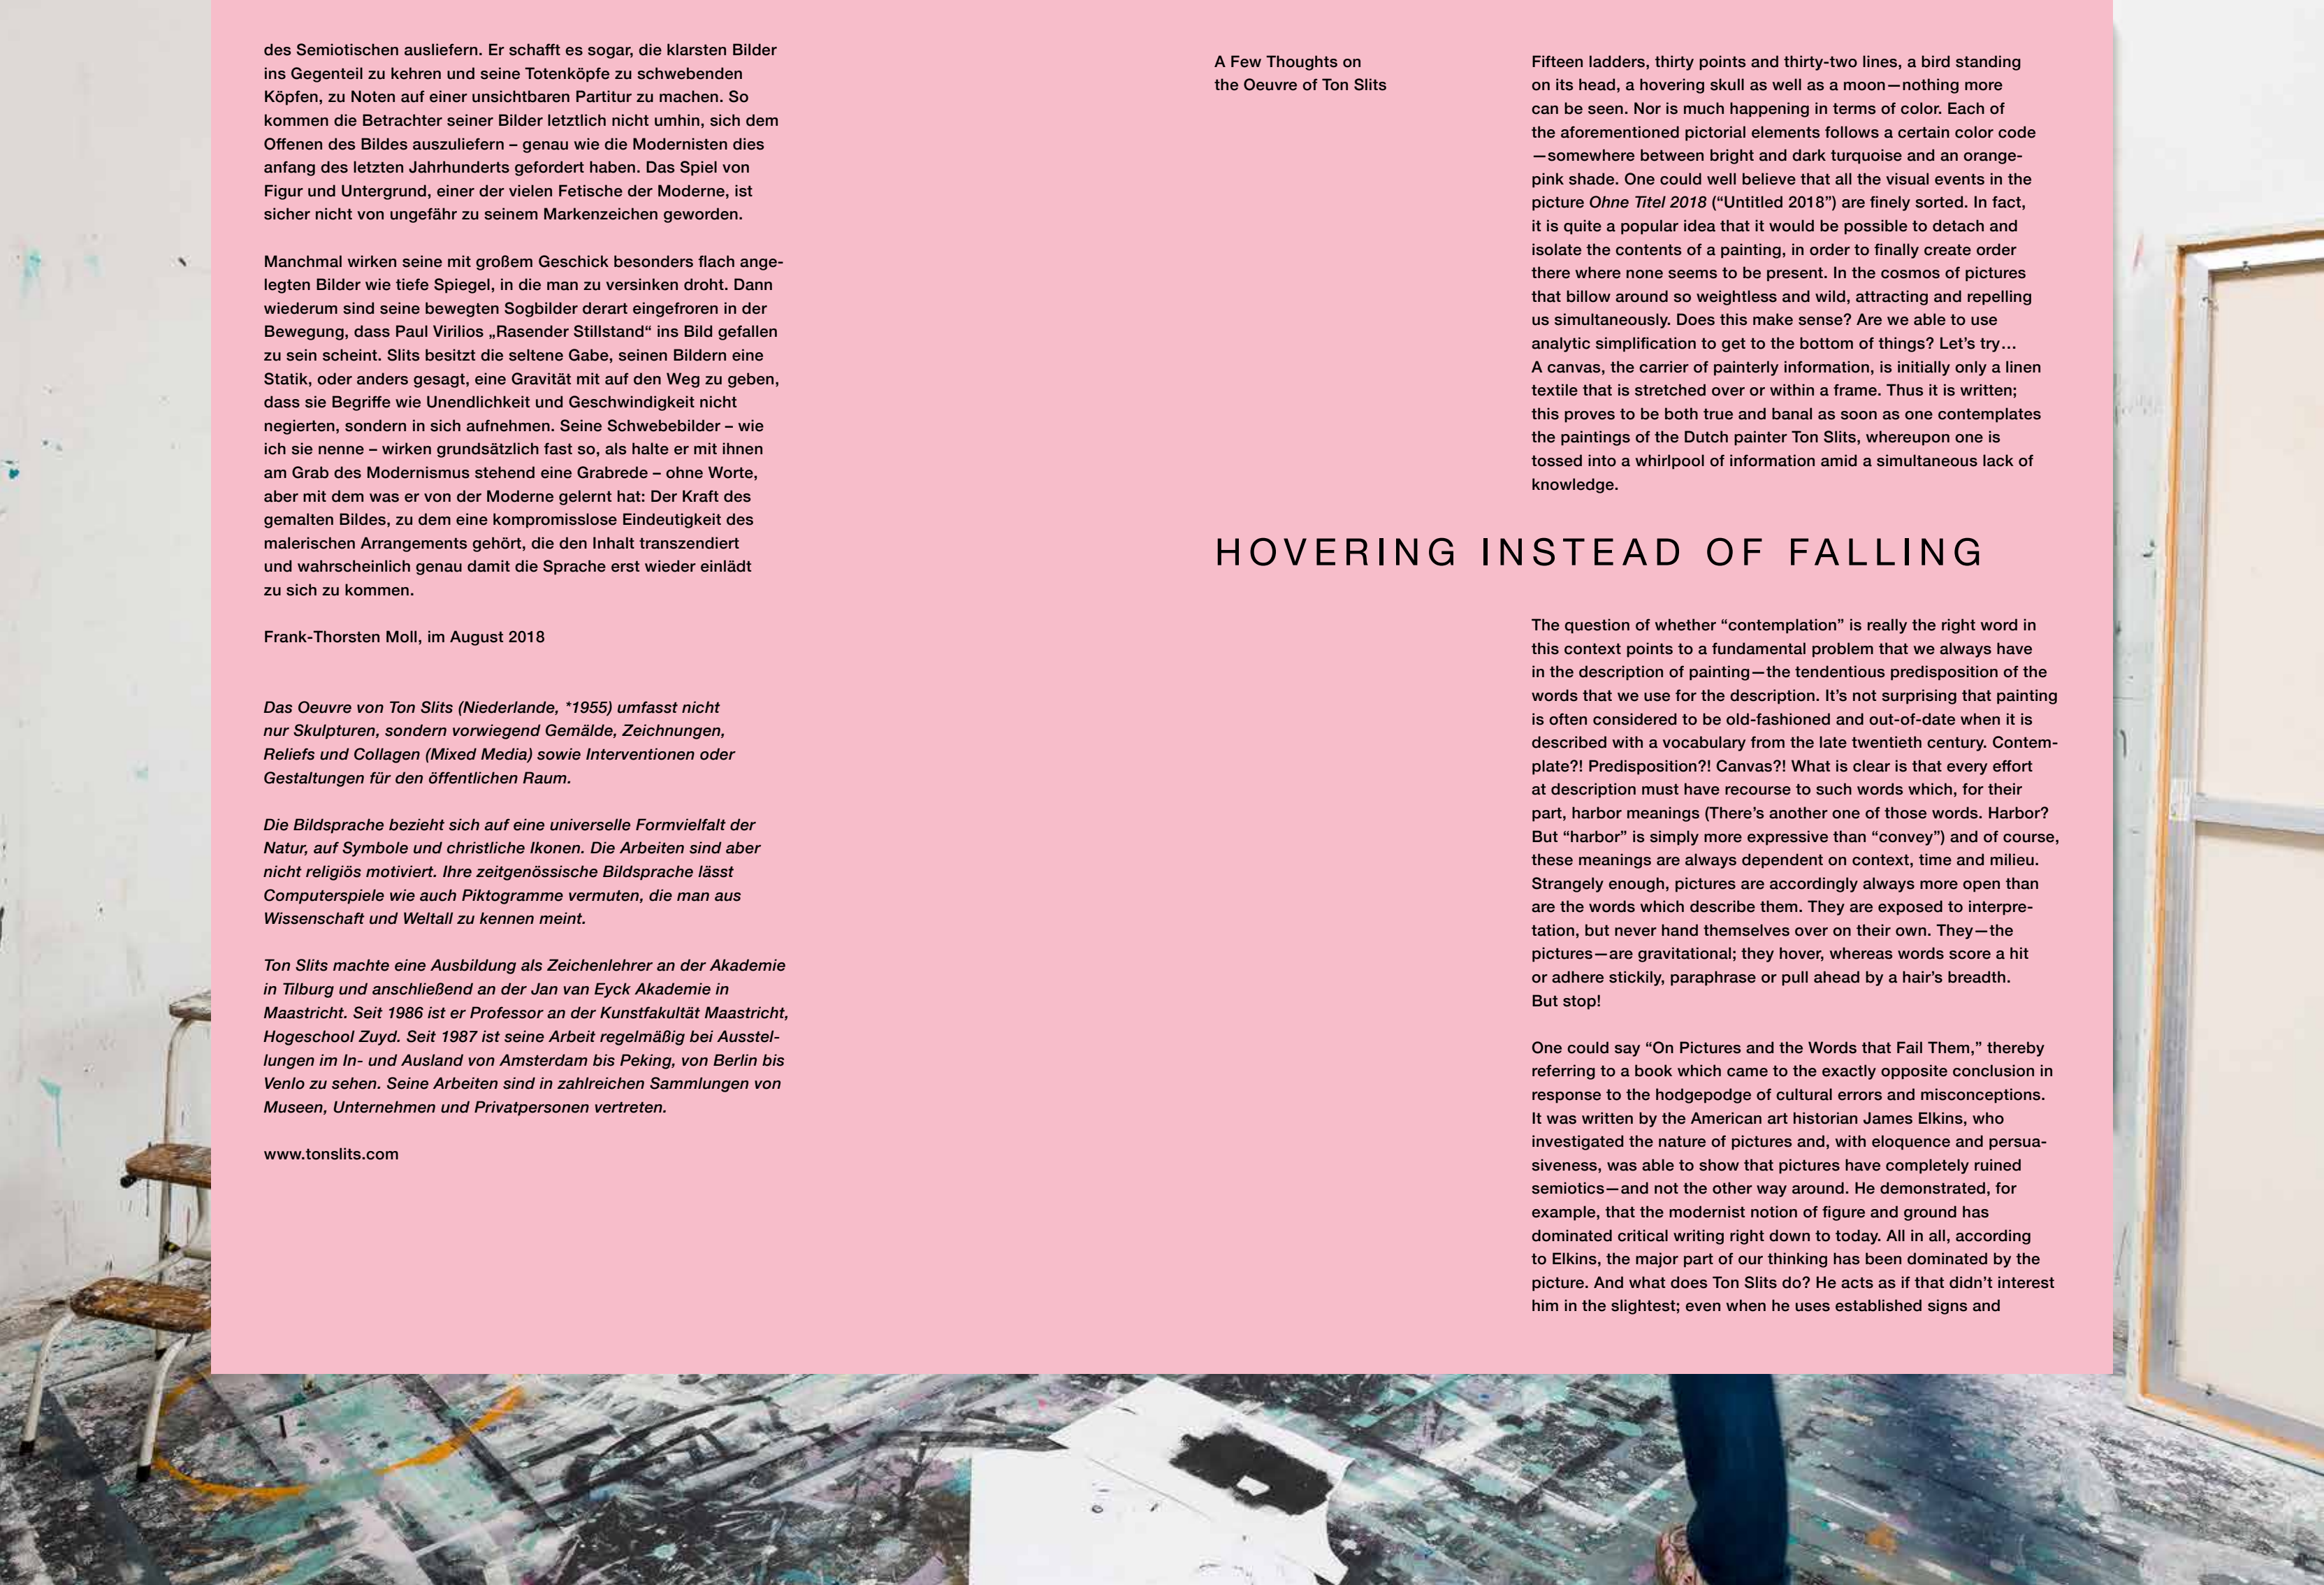 des Semiotischen ausliefern. Er schafft es sogar, die klarsten Bilder
ins Gegenteil zu kehren und seine Totenköpfe zu schwebenden
Köpfen, zu Noten auf einer unsichtbaren Partitur zu machen. So
kommen die Betrachter seiner Bilder letztlich nicht umhin, sich dem
Offenen des Bildes auszuliefern – genau wie die Modernisten dies
anfang des letzten Jahrhunderts gefordert haben. Das Spiel von
Figur und Untergrund, einer der vielen Fetische der Moderne, ist
sicher nicht von ungefähr zu seinem Markenzeichen geworden.
Manchmal wirken seine mit großem Geschick besonders flach ange-
legten Bilder wie tiefe Spiegel, in die man zu versinken droht. Dann
wiederum sind seine bewegten Sogbilder derart eingefroren in der
Bewegung, dass Paul Virilios „Rasender Stillstand“ ins Bild gefallen
zu sein scheint. Slits besitzt die seltene Gabe, seinen Bildern eine
Statik, oder anders gesagt, eine Gravität mit auf den Weg zu geben,
dass sie Begriffe wie Unendlichkeit und Geschwindigkeit nicht
negierten, sondern in sich aufnehmen. Seine Schwebebilder – wie
ich sie nenne – wirken grundsätzlich fast so, als halte er mit ihnen
am Grab des Modernismus stehend eine Grabrede – ohne Worte,
aber mit dem was er von der Moderne gelernt hat: Der Kraft des
gemalten Bildes, zu dem eine kompromisslose Eindeutigkeit des
malerischen Arrangements gehört, die den Inhalt transzendiert
und wahrscheinlich genau damit die Sprache erst wieder einlädt
zu sich zu kommen.
Frank-Thorsten Moll, im August 2018
Das Oeuvre von Ton Slits (Niederlande, *1955) umfasst nicht
nur Skulpturen, sondern vorwiegend Gemälde, Zeichnungen,
Reliefs und Collagen (Mixed Media) sowie Interventionen oder
Gestaltungen für den öffentlichen Raum.
Die Bildsprache bezieht sich auf eine universelle Formvielfalt der
Natur, auf Symbole und christliche Ikonen. Die Arbeiten sind aber
nicht religiös motiviert. Ihre zeitgenössische Bildsprache lässt
Computerspiele wie auch Piktogramme vermuten, die man aus
Wissenschaft und Weltall zu kennen meint.
Ton Slits machte eine Ausbildung als Zeichenlehrer an der Akademie
in Tilburg und anschließend an der Jan van Eyck Akademie in
Maastricht. Seit 1986 ist er Professor an der Kunstfakultät Maastricht,
Hogeschool Zuyd. Seit 1987 ist seine Arbeit regelmäßig bei Ausstel-
lungen im In- und Ausland von Amsterdam bis Peking, von Berlin bis
Venlo zu sehen. Seine Arbeiten sind in zahlreichen Sammlungen von
Museen, Unternehmen und Privatpersonen vertreten.
www.tonslits.com
A Few Thoughts on
the Oeuvre of Ton Slits
Fifteen ladders, thirty points and thirty-two lines, a bird standing
on its head, a hovering skull as well as a moon—nothing more
can be seen. Nor is much happening in terms of color. Each of
the aforementioned pictorial elements follows a certain color code
—somewhere between bright and dark turquoise and an orange-
pink shade. One could well believe that all the visual events in the
picture Ohne Titel 2018 (“Untitled 2018”) are finely sorted. In fact,
it is quite a popular idea that it would be possible to detach and
isolate the contents of a painting, in order to finally create order
there where none seems to be present. In the cosmos of pictures
that billow around so weightless and wild, attracting and repelling
us simultaneously. Does this make sense? Are we able to use
analytic simplification to get to the bottom of things? Let’s try…
A canvas, the carrier of painterly information, is initially only a linen
textile that is stretched over or within a frame. Thus it is written;
this proves to be both true and banal as soon as one contemplates
the paintings of the Dutch painter Ton Slits, whereupon one is
tossed into a whirlpool of information amid a simultaneous lack of
knowledge.
HOVERING INSTEAD OF FALLING
The question of whether “contemplation” is really the right word in
this context points to a fundamental problem that we always have
in the description of painting—the tendentious predisposition of the
words that we use for the description. It’s not surprising that painting
is often considered to be old-fashioned and out-of-date when it is
described with a vocabulary from the late twentieth century. Contem-
plate?! Predisposition?! Canvas?! What is clear is that every effort
at description must have recourse to such words which, for their
part, harbor meanings (There’s another one of those words. Harbor?
But “harbor” is simply more expressive than “convey”) and of course,
these meanings are always dependent on context, time and milieu.
Strangely enough, pictures are accordingly always more open than
are the words which describe them. They are exposed to interpre-
tation, but never hand themselves over on their own. They—the
pictures—are gravitational; they hover, whereas words score a hit
or adhere stickily, paraphrase or pull ahead by a hair’s breadth.
But stop!
One could say “On Pictures and the Words that Fail Them,” thereby
referring to a book which came to the exactly opposite conclusion in
response to the hodgepodge of cultural errors and misconceptions.
It was written by the American art historian James Elkins, who
investigated the nature of pictures and, with eloquence and persua-
siveness, was able to show that pictures have completely ruined
semiotics—and not the other way around. He demonstrated, for
example, that the modernist notion of figure and ground has
dominated critical writing right down to today. All in all, according
to Elkins, the major part of our thinking has been dominated by the
picture. And what does Ton Slits do? He acts as if that didn’t interest
him in the slightest; even when he uses established signs and